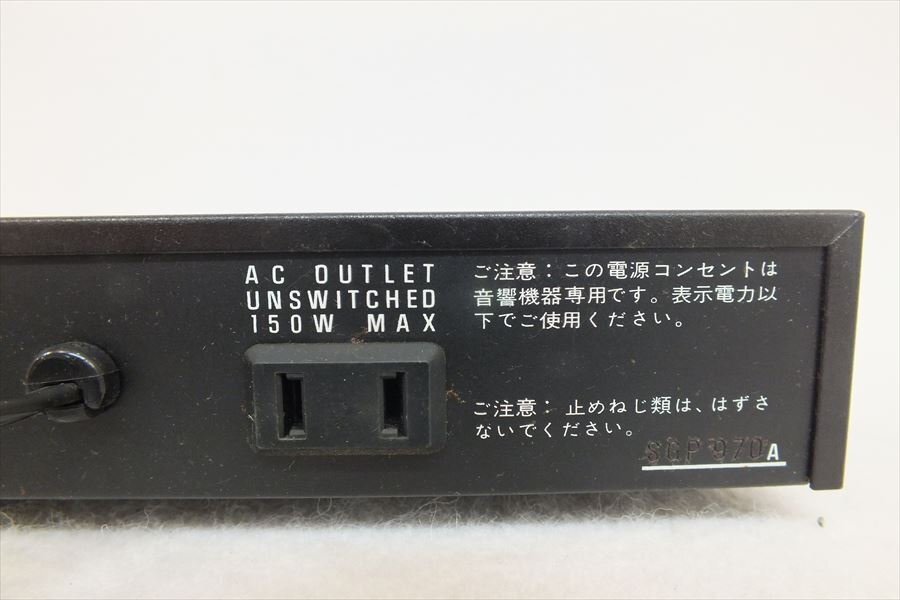 AC OUTLET
UNSWITCHED
150W MAX
ご注意：この電源コンセントは
音響機器専用です。表示電力以
下でご使用ください。
ご注意：止めねじ類は、はずさ
ないでください。
SGP 970 A